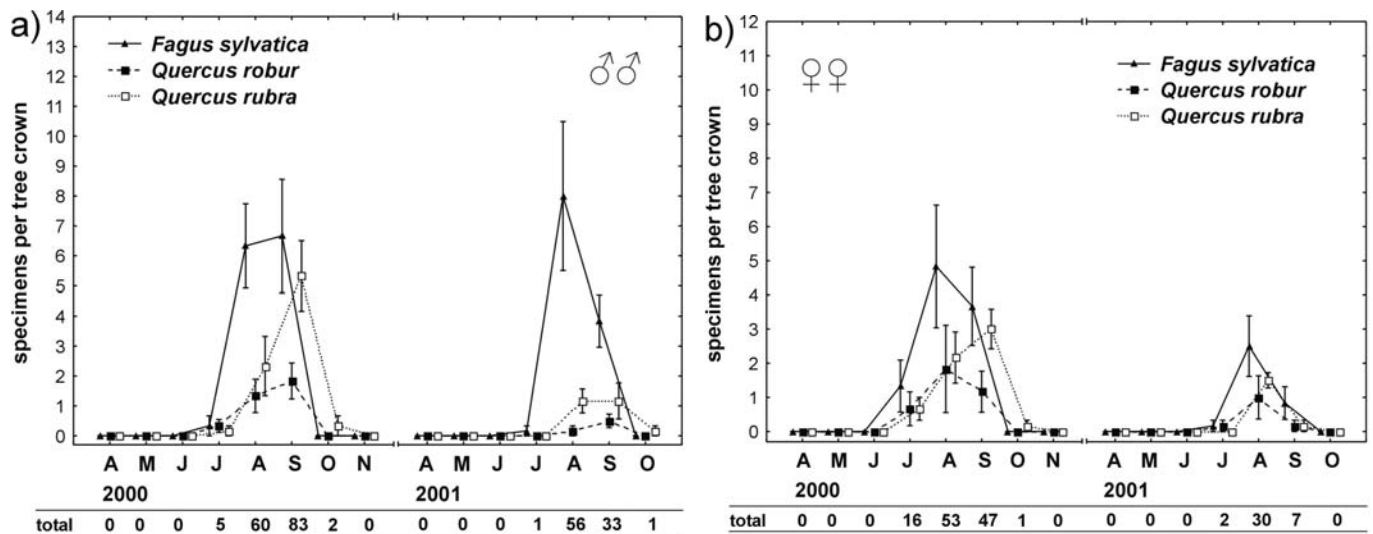 a)
14
13
12
11
10
9
8
7
6
5
4
3
2
1
0
specimens per tree crown
Fagus sylvatica
Quercus robur
Quercus rubra
♂♂
A M J J A S O N A M J J A S O
2000 2001
total 0 0 0 5 60 83 2 0 0 0 0 1 56 33 1
b)
12
11
10
9
8
7
6
5
4
3
2
1
0
specimens per tree crown
♀♀
Fagus sylvatica
Quercus robur
Quercus rubra
A M J J A S O N A M J J A S O
2000 2001
total 0 0 0 16 53 47 1 0 0 0 0 2 30 7 0